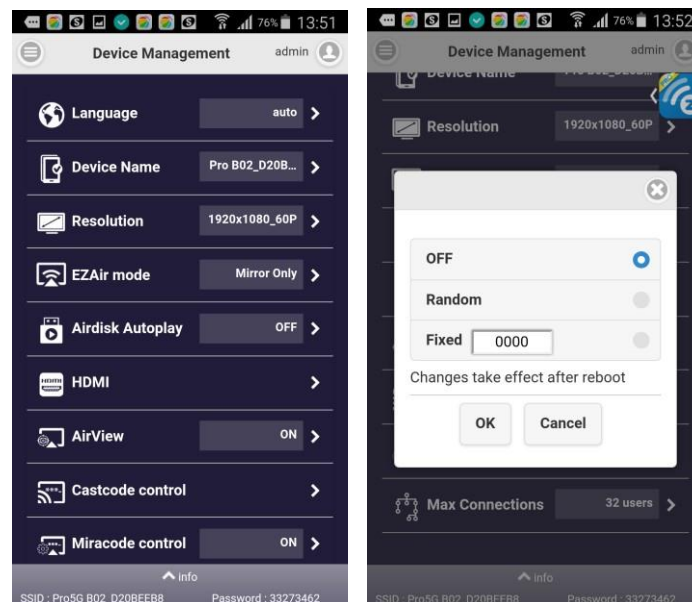 76% 13:51
Device Management admin
Language auto
Device Name Pro B02_D20B...
Resolution 1920x1080_60P
EZAir mode Mirror Only
Airdisk Autoplay OFF
HDMI
AirView ON
Castcode control
Miracode control ON
info
SSID : Pro5G B02_D20BEEB8 Password : 33273462
76% 13:52
Device Management admin
Device Name
Resolution 1920x1080_60P
OFF
Random
Fixed 0000
Changes take effect after reboot
OK Cancel
Max Connections 32 users
info
SSID : Pro5G B02_D20BEEB8 Password : 33273462